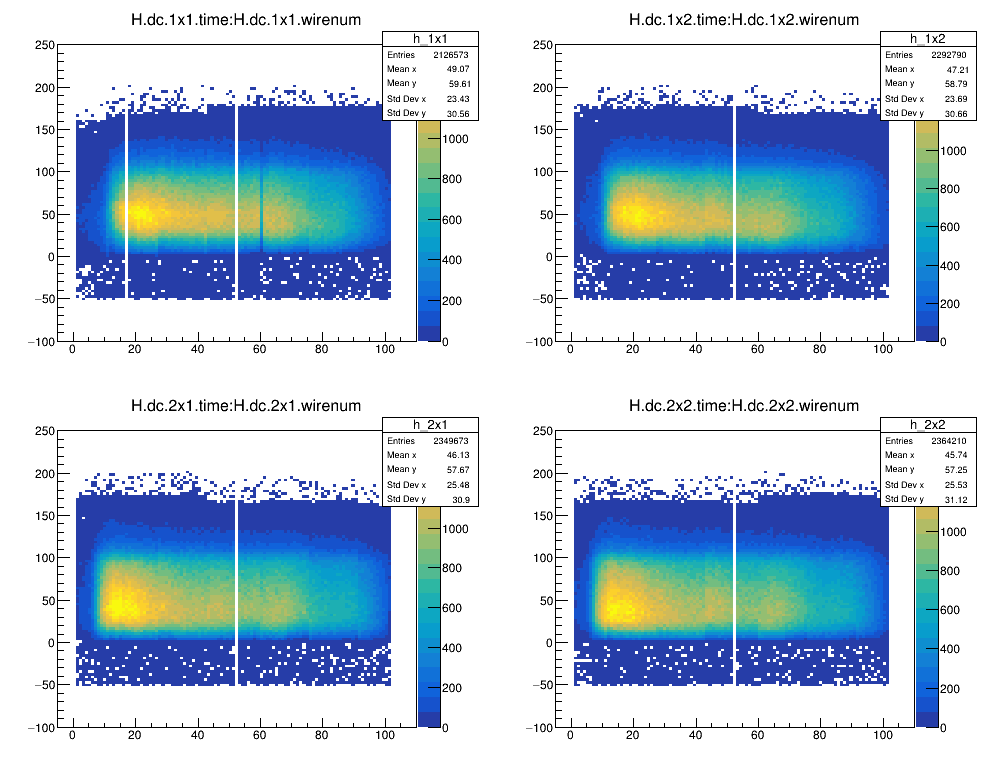 H.dc.1x1.time:H.dc.1x1.wirenum
h_1x1
Entries 2126573
Mean x 49.07
Mean y 59.61
Std Dev x 23.43
Std Dev y 30.56
250
200
150
100
50
0
−50
−100
0 20 40 60 80 100
1000
800
600
400
200
0
H.dc.1x2.time:H.dc.1x2.wirenum
h_1x2
Entries 2292790
Mean x 47.21
Mean y 58.79
Std Dev x 23.69
Std Dev y 30.66
250
200
150
100
50
0
−50
−100
0 20 40 60 80 100
1000
800
600
400
200
0
H.dc.2x1.time:H.dc.2x1.wirenum
h_2x1
Entries 2349673
Mean x 46.13
Mean y 57.67
Std Dev x 25.48
Std Dev y 30.9
250
200
150
100
50
0
−50
−100
0 20 40 60 80 100
1000
800
600
400
200
0
H.dc.2x2.time:H.dc.2x2.wirenum
h_2x2
Entries 2364210
Mean x 45.74
Mean y 57.25
Std Dev x 25.53
Std Dev y 31.12
250
200
150
100
50
0
−50
−100
0 20 40 60 80 100
1000
800
600
400
200
0